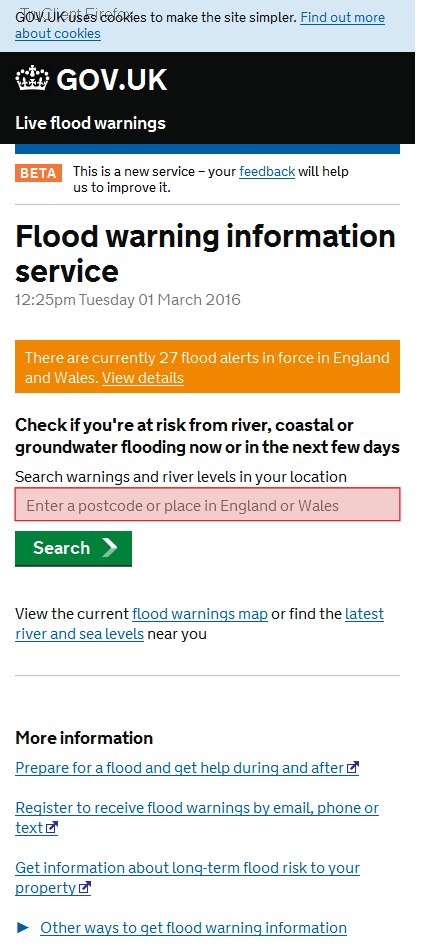 TruClient Firefox
GOV.UK uses cookies to make the site simpler. Find out more
about cookies
GOV.UK
Live flood warnings
BETA This is a new service – your feedback will help
us to improve it.
Flood warning information
service
12:25pm Tuesday 01 March 2016
There are currently 27 flood alerts in force in England
and Wales. View details
Check if you're at risk from river, coastal or
groundwater flooding now or in the next few days
Search warnings and river levels in your location
Enter a postcode or place in England or Wales
Search
View the current flood warnings map or find the latest
river and sea levels near you
More information
Prepare for a flood and get help during and after
Register to receive flood warnings by email, phone or
text
Get information about long-term flood risk to your
property
Other ways to get flood warning information